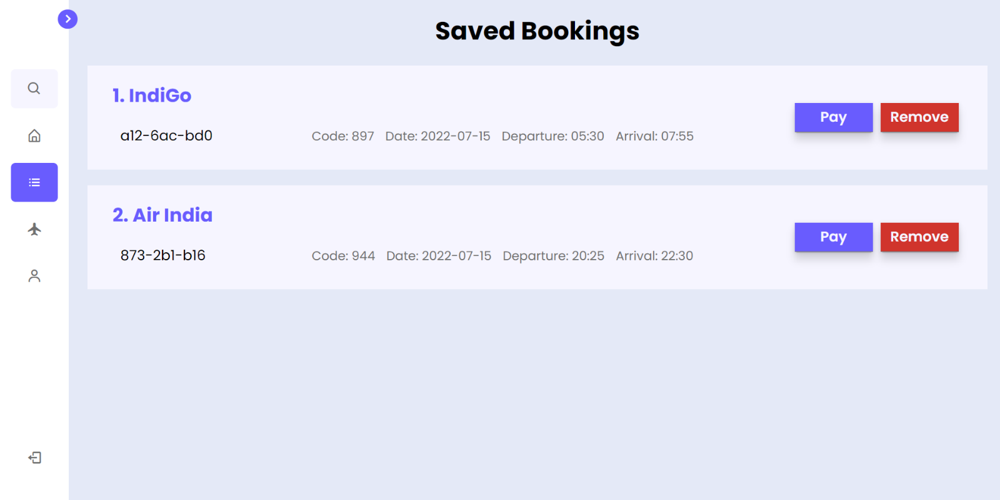 Saved Bookings
1. IndiGo
a12-6ac-bd0 Code: 897 Date: 2022-07-15 Departure: 05:30 Arrival: 07:55
Pay Remove
2. Air India
873-2b1-b16 Code: 944 Date: 2022-07-15 Departure: 20:25 Arrival: 22:30
Pay Remove